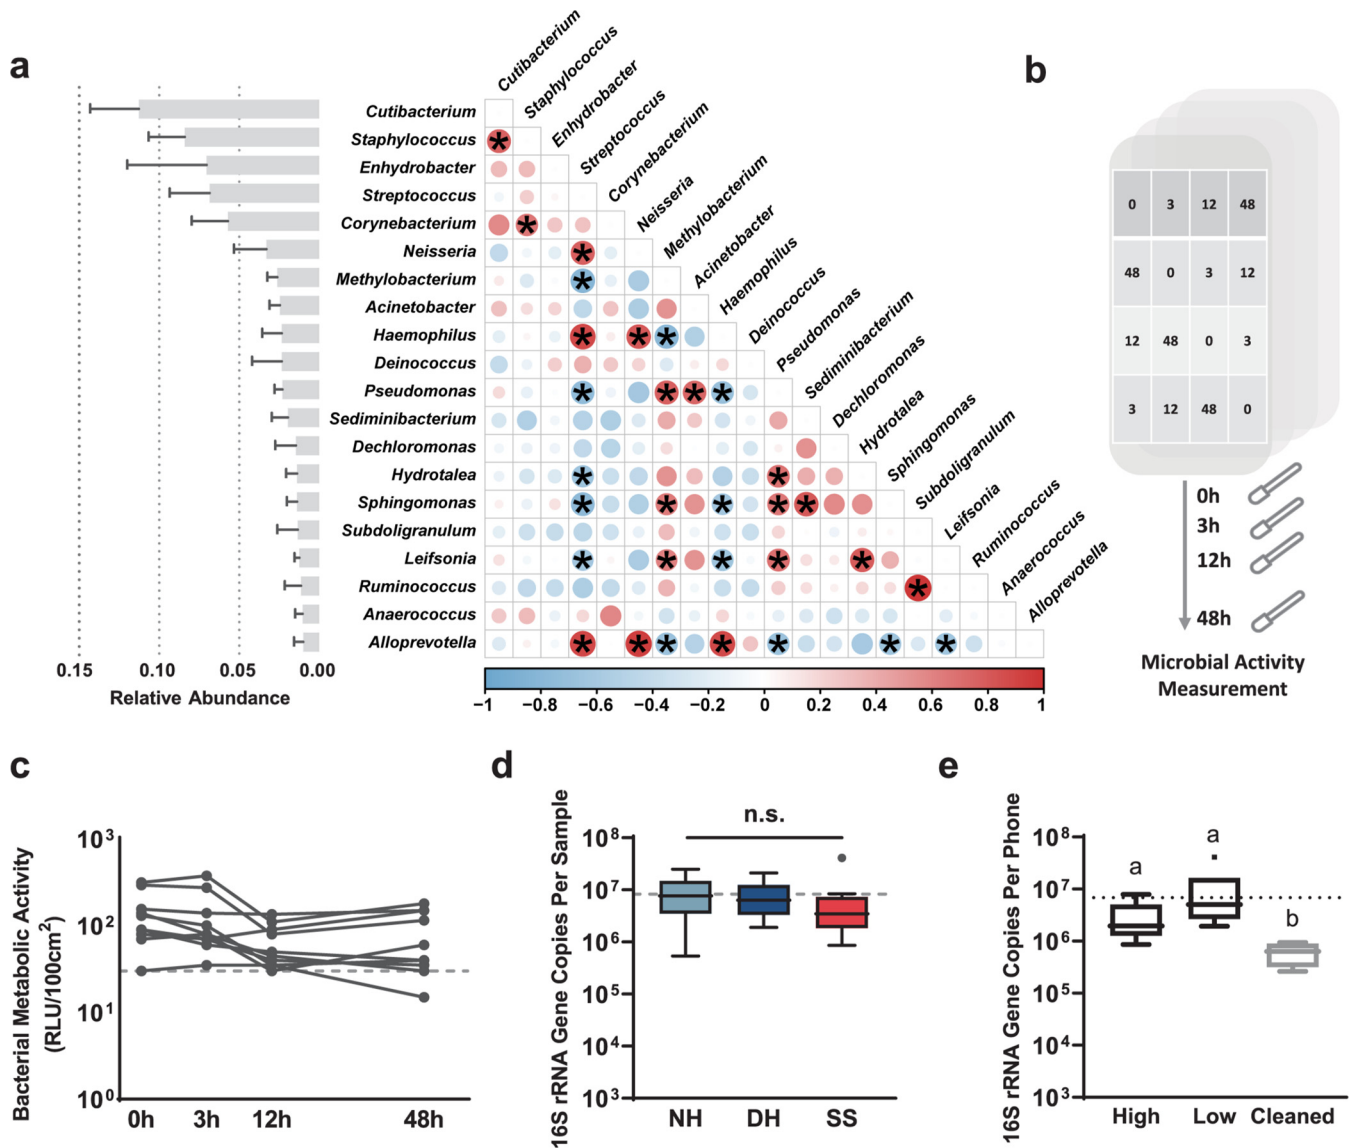 a
Cutibacterium
Staphylococcus
Enhydrobacter
Streptococcus
Corynebacterium
Neisseria
Methylobacterium
Acinetobacter
Haemophilus
Deinococcus
Pseudomonas
Sediminibacterium
Dechloromonas
Hydrotalea
Sphingomonas
Subdoligranulum
Leifsonia
Ruminococcus
Anaerococcus
Alloprevotella
Cutibacterium
Staphylococcus
Enhydrobacter
Streptococcus
Corynebacterium
Neisseria
Methylobacterium
Acinetobacter
Haemophilus
Deinococcus
Pseudomonas
Sediminibacterium
Dechloromonas
Hydrotalea
Sphingomonas
Subdoligranulum
Leifsonia
Ruminococcus
Anaerococcus
Alloprevotella
0.15 0.10 0.05 0.00
Relative Abundance
−1 −0.8 −0.6 −0.4 −0.2 0 0.2 0.4 0.6 0.8 1
b
0 3 12 48
48 0 3 12
12 48 0 3
3 12 48 0
0h
3h
12h
48h
Microbial Activity
Measurement
c
Bacterial Metabolic Activity
(RLU/100cm²)
10³
10²
10¹
10⁰
0h 3h 12h 48h
d
16S rRNA Gene Copies Per Sample
n.s.
10⁸
10⁷
10⁶
10⁵
10⁴
10³
NH DH SS
e
16S rRNA Gene Copies Per Phone
a a b
10⁸
10⁷
10⁶
10⁵
10⁴
10³
High Low Cleaned